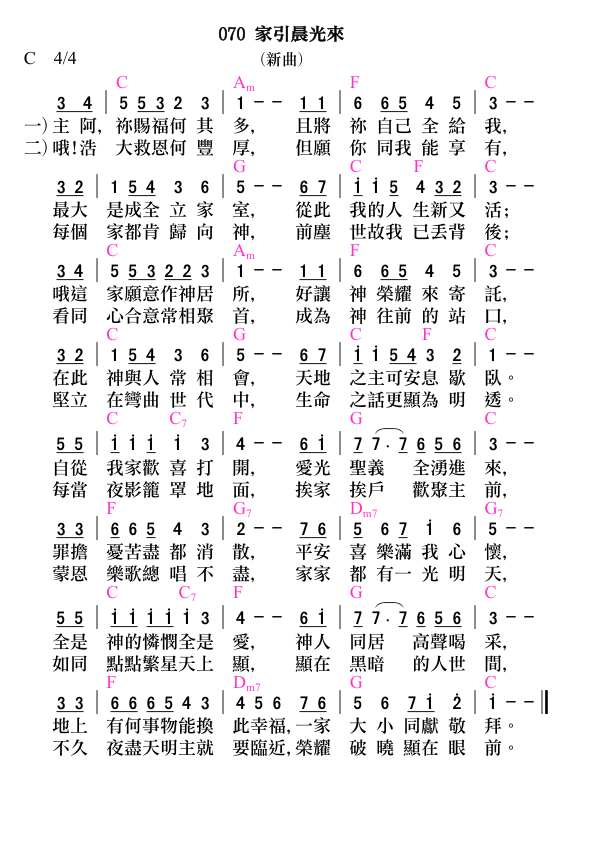 070 家引晨光來
C 4/4 （新曲）
C Am F C
3 4 | 5 5 3 2 3 | 1 - - 1 1 | 6 6 5 4 5 | 3 - -
一）主 阿, 祢賜福何 其 多, 且將 祢 自己 全 給 我,
二）哦！浩 大救恩何 豐 厚, 但願 你 同我 能 享 有,
G C F C
3 2 | 1 5 4 3 6 | 5 - - 6 7 | i i 5 4 3 2 | 3 - -
最大 是成全 立 家 室, 從此 我的人 生新又 活；
每個 家都肯 歸 向 神, 前塵 世故我 已丟背 後；
C Am F C
3 4 | 5 5 3 2 2 3 | 1 - - 1 1 | 6 6 5 4 5 | 3 - -
哦這 家願意作神居 所, 好讓 神 榮耀 來 寄 託,
看同 心合意常相聚 首, 成為 神 往前 的 站 口,
C G C F C
3 2 | 1 5 4 3 6 | 5 - - 6 7 | i i 5 4 3 2 | 1 - -
在此 神與人 常 相 會, 天地 之主可安息 歇 臥。
堅立 在彎曲 世 代 中, 生命 之話更顯為 明 透。
C C7 F G C
5 5 | i i i i 3 | 4 - - 6 i | 7 7 . 7 6 5 6 | 3 - -
自從 我家歡 喜 打 開, 愛光 聖義 全湧進 來,
每當 夜影籠 罩 地 面, 挨家 挨戶 歡聚主 前,
F G7 Dm7 G7
3 3 | 6 6 5 4 3 | 2 - - 7 6 | 5 6 7 i 6 | 5 - -
罪擔 憂苦盡 都 消 散, 平安 喜 樂滿 我 心 懷,
蒙恩 樂歌總 唱 不 盡, 家家 都 有一 光 明 天,
C C7 F G C
5 5 | i i i i i 3 | 4 - - 6 i | 7 7 . 7 6 5 6 | 3 - -
全是 神的憐憫全是 愛, 神人 同居 高聲喝 采,
如同 點點繁星天上 顯, 顯在 黑暗 的人世 間,
F Dm7 G C
3 3 | 6 6 6 5 4 3 | 4 5 6 7 6 | 5 6 7 i 2 | i - -
地上 有何事物能換 此幸福, 一家 大 小 同獻 敬 拜。
不久 夜盡天明主就 要臨近, 榮耀 破 曉 顯在 眼 前。